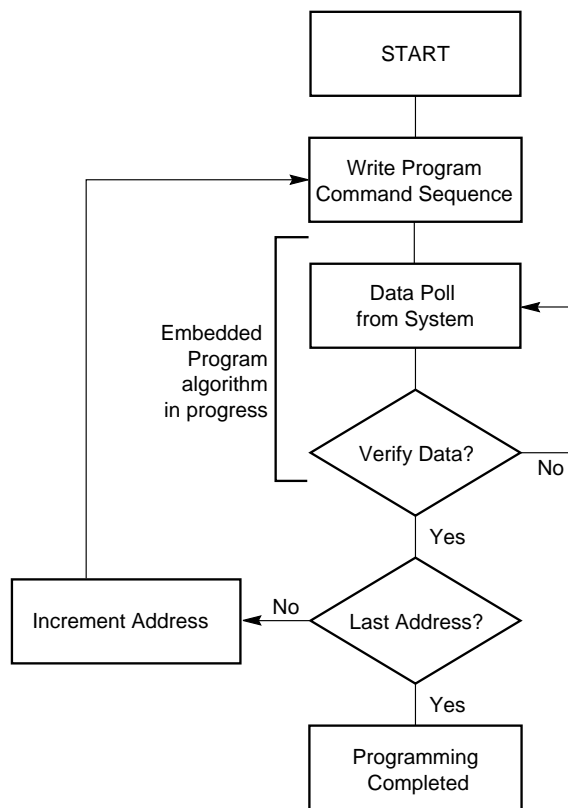 START
Write Program
Command Sequence
Data Poll
from System
Embedded
Program
algorithm
in progress
Verify Data?
No
Yes
Last Address?
No
Increment Address
Yes
Programming
Completed